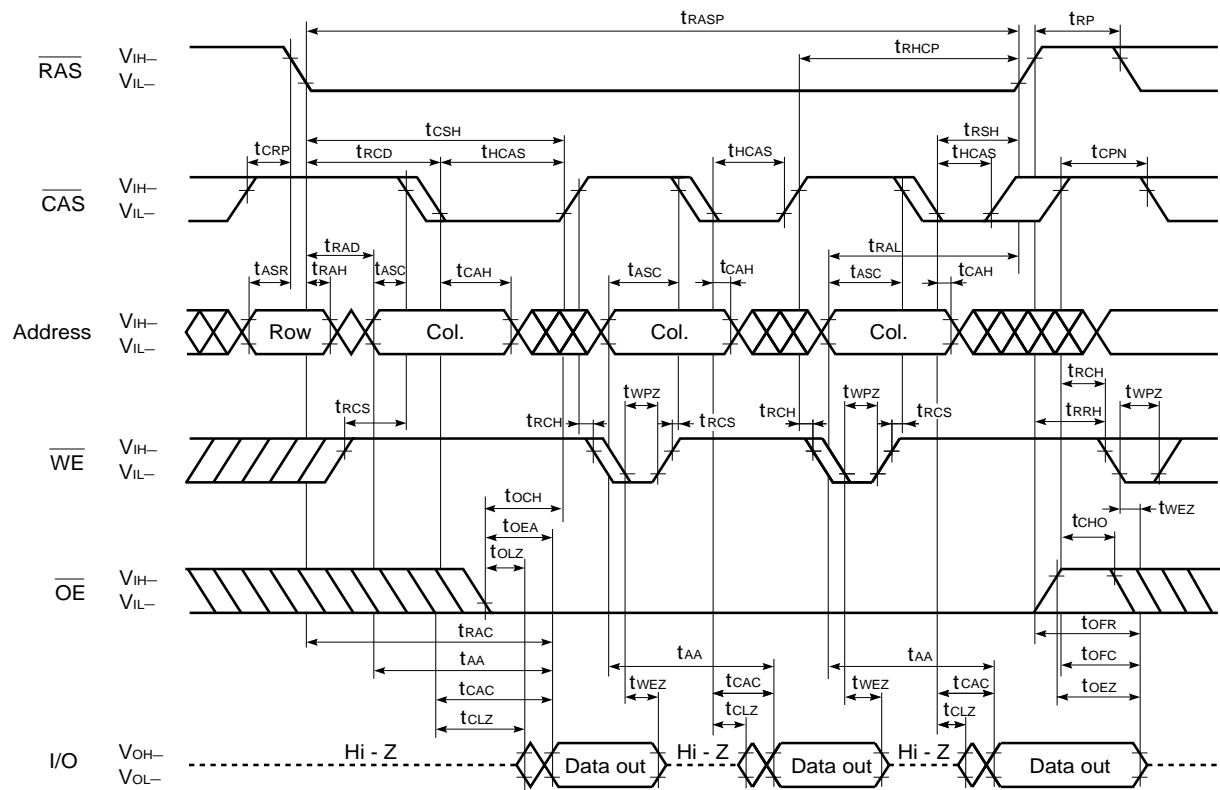 tRASP tRP
tRHCP
RAS VIH–
VIL–
tCSH tRSH
tCRP tRCD tHCAS tHCAS tHCAS tCPN
CAS VIH–
VIL–
tRAD tRAL
tASR tRAH tASC tCAH tASC tCAH tASC tCAH
Address VIH–
VIL–
Row Col. Col. Col.
tRCH
tWPZ tWPZ tWPZ
tRCS tRCH tRCS tRCH tRCS tRRH
WE VIH–
VIL–
tOCH tWEZ
tOEA tCHO
tOLZ
OE VIH–
VIL–
tRAC tOFR
tAA tAA tAA tOFC
tCAC tWEZ tCAC tWEZ tCAC tOEZ
tCLZ tCLZ tCLZ
I/O VOH–
VOL–
Hi - Z Data out Hi - Z Data out Hi - Z Data out